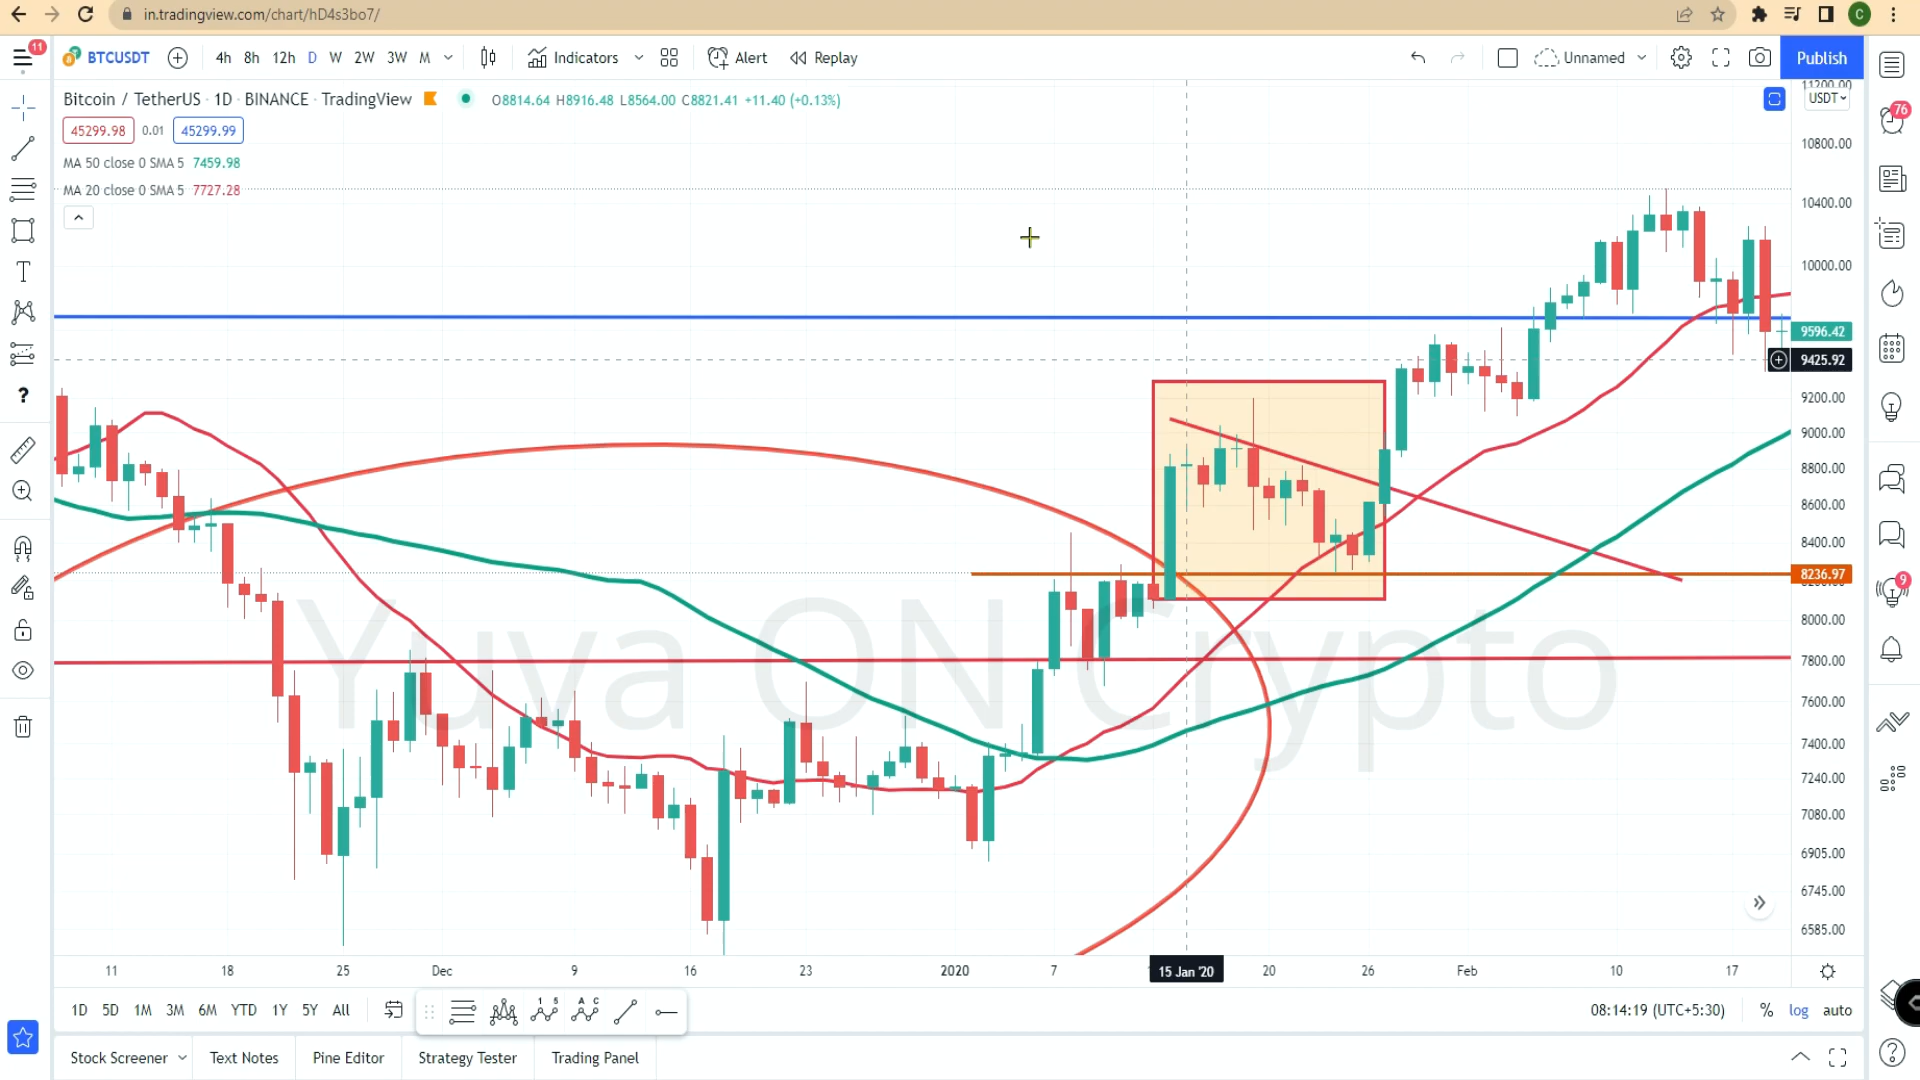 in.tradingview.com/chart/hD4s3bo7/
C
11
BTCUSDT 4h 8h 12h D W 2W 3W M Indicators Alert Replay Unnamed Publish
Bitcoin / TetherUS · 1D · BINANCE · TradingView O8814.64 H8916.48 L8564.00 C8821.41 +11.40 (+0.13%)
USDT
45299.98 0.01 45299.99
MA 50 close 0 SMA 5 7459.98
MA 20 close 0 SMA 5 7727.28
11200.00
10800.00
10400.00
10000.00
9596.42
9425.92
9200.00
9000.00
8800.00
8600.00
8400.00
8236.97
8000.00
7800.00
7600.00
7400.00
7240.00
7080.00
6905.00
6745.00
6585.00
76
9
Yuva ON Crypto
11 18 25 Dec 9 16 23 2020 7 15 Jan '20 20 26 Feb 10 17
1D 5D 1M 3M 6M YTD 1Y 5Y All 1 5 A C 08:14:19 (UTC+5:30) % log auto
Stock Screener Text Notes Pine Editor Strategy Tester Trading Panel